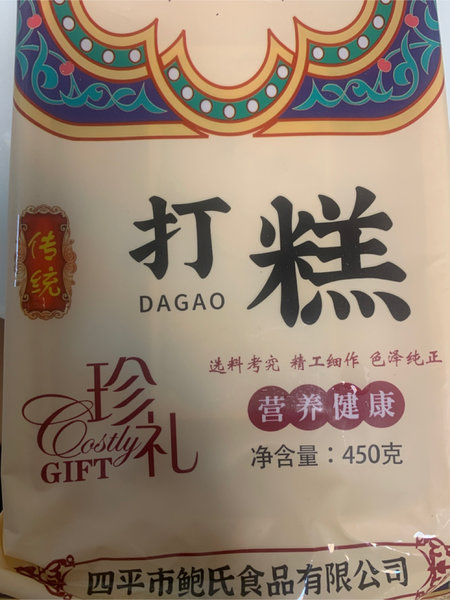 传统
打糕
DAGAO
选料考究 精工细作 色泽纯正
珍礼
Costly
GIFT
营养健康
净含量：450克
四平市鲍氏食品有限公司